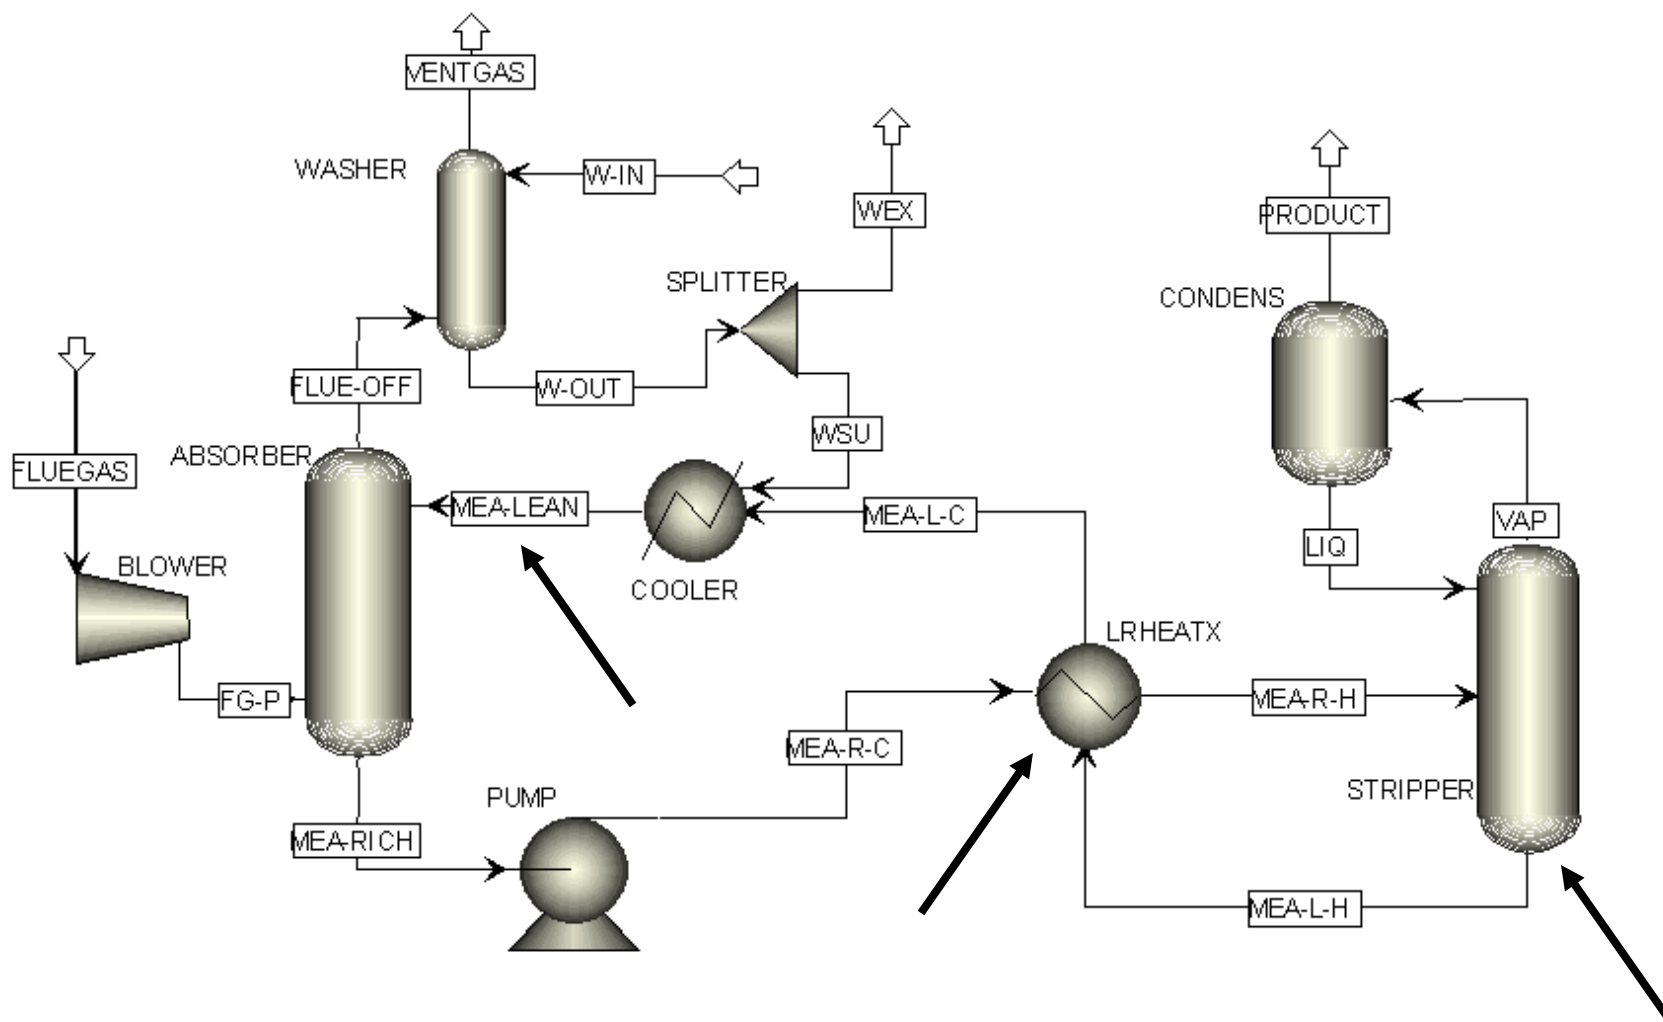 VENTGAS
WASHER
W-IN
WEX
PRODUCT
SPLITTER
CONDENS
FLUE-OFF
W-OUT
WSU
ABSORBER
FLUEGAS
MEA-LEAN
MEA-L-C
VAP
LIQ
BLOWER
COOLER
LRHEATX
FG-P
MEA-R-H
MEA-R-C
STRIPPER
PUMP
MEA-RICH
MEA-L-H